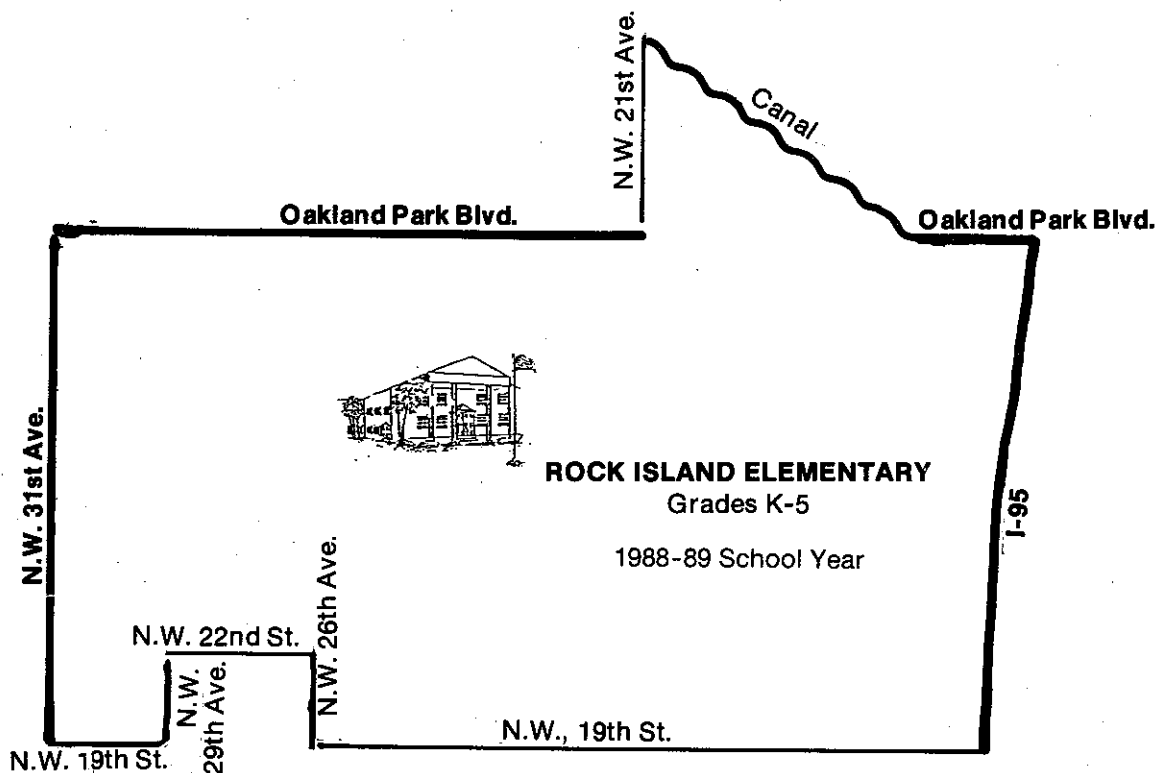 N.W. 21st Ave.
Canal
Oakland Park Blvd.
Oakland Park Blvd.
N.W. 31st Ave.
ROCK ISLAND ELEMENTARY
Grades K-5
I-95
1988-89 School Year
N.W. 22nd St.
N.W. 26th Ave.
N.W.
29th Ave.
N.W., 19th St.
N.W. 19th St.